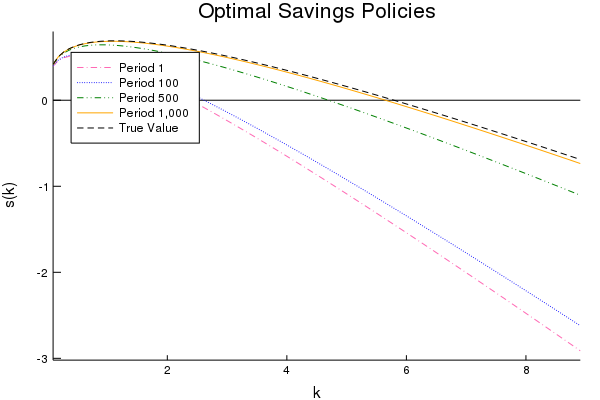 Optimal Savings Policies
Period 1
Period 100
Period 500
Period 1,000
True Value
0
-1
-2
-3
s(k)
2
4
6
8
k